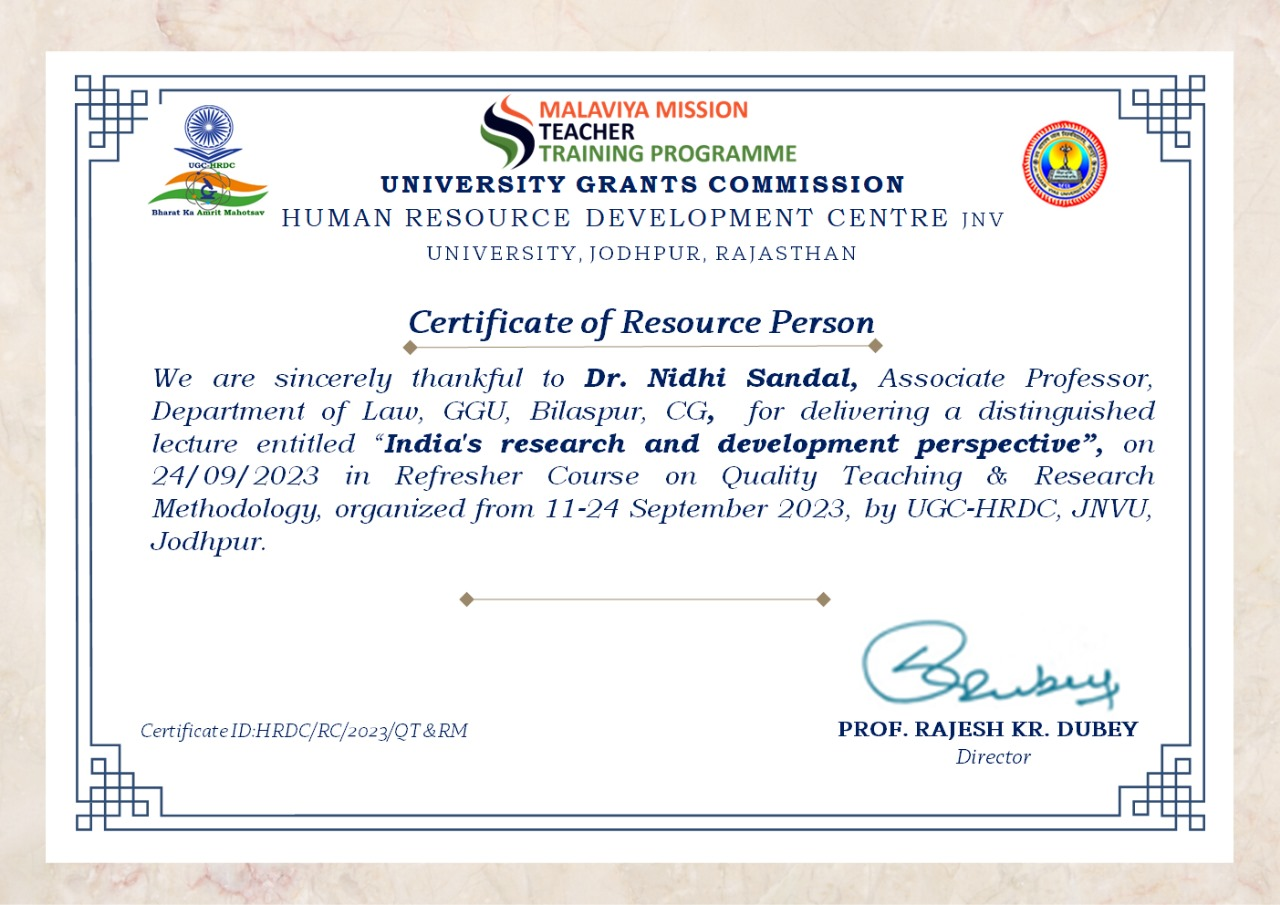 MALAVIYA MISSION
TEACHER
TRAINING PROGRAMME
UGC-HRDC
Bharat Ka Amrit Mahotsav
UNIVERSITY GRANTS COMMISSION
HUMAN RESOURCE DEVELOPMENT CENTRE JNV
UNIVERSITY, JODHPUR, RAJASTHAN
Certificate of Resource Person
We are sincerely thankful to Dr. Nidhi Sandal, Associate Professor,
Department of Law, GGU, Bilaspur, CG, for delivering a distinguished
lecture entitled “India's research and development perspective”, on
24/09/2023 in Refresher Course on Quality Teaching & Research
Methodology, organized from 11-24 September 2023, by UGC-HRDC, JNVU,
Jodhpur.
Certificate ID:HRDC/RC/2023/QT&RM
PROF. RAJESH KR. DUBEY
Director